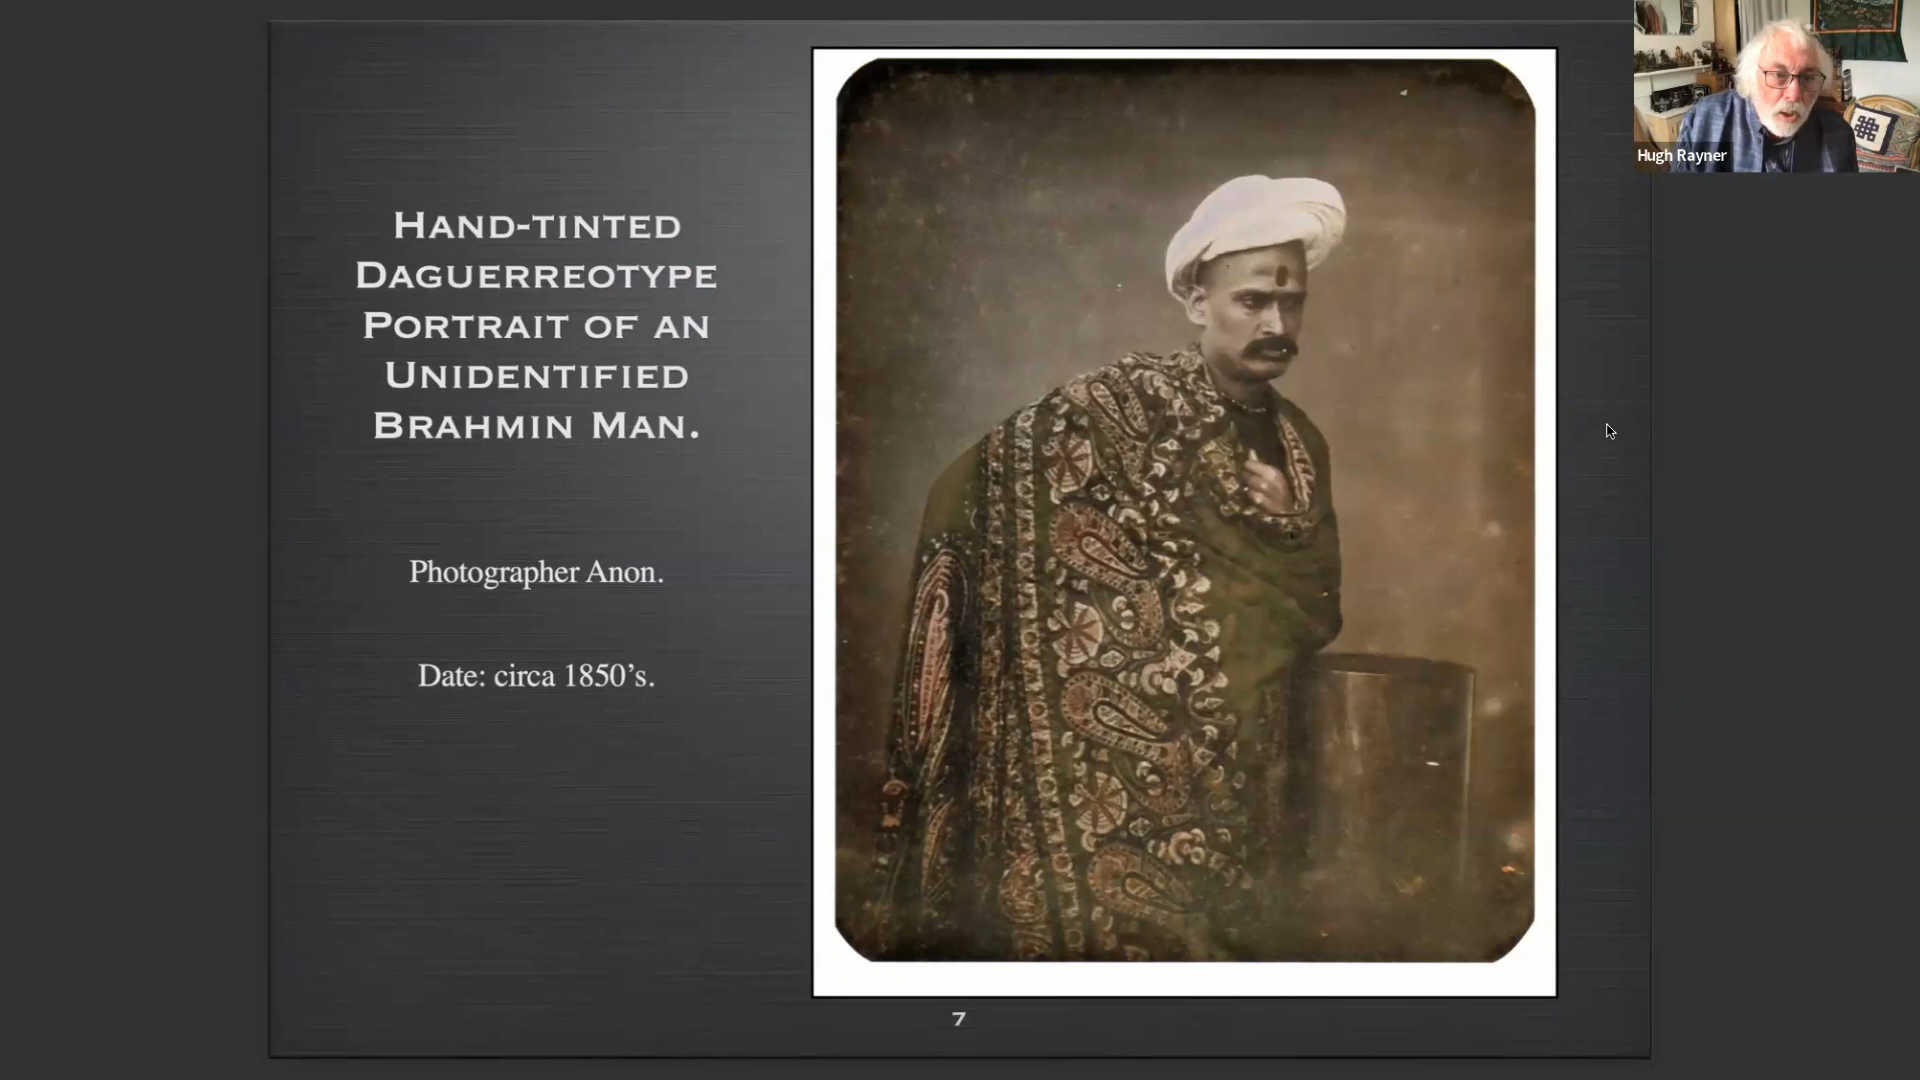 Hand-tinted
Daguerreotype
Portrait of an
Unidentified
Brahmin Man.
Photographer Anon.
Date: circa 1850’s.
7
Hugh Rayner